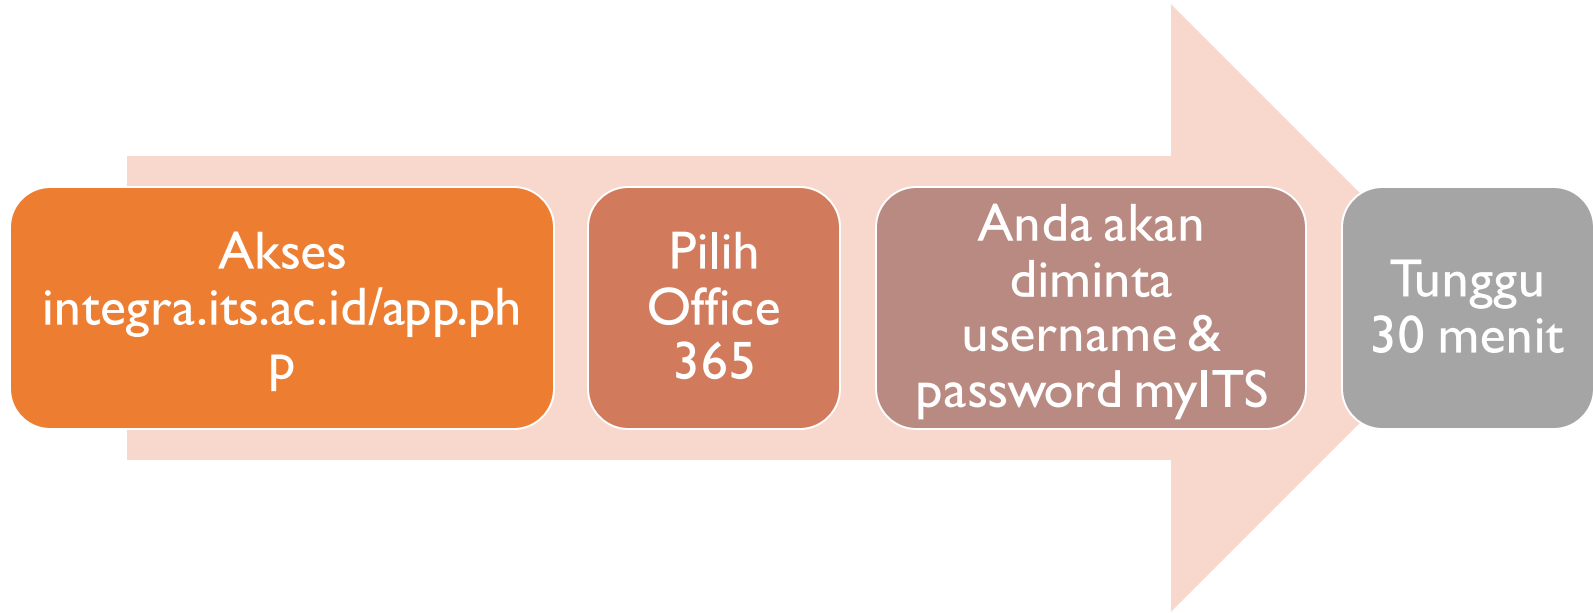 Akses
integra.its.ac.id/app.ph
p
Pilih
Office
365
Anda akan
diminta
username &
password myITS
Tunggu
30 menit